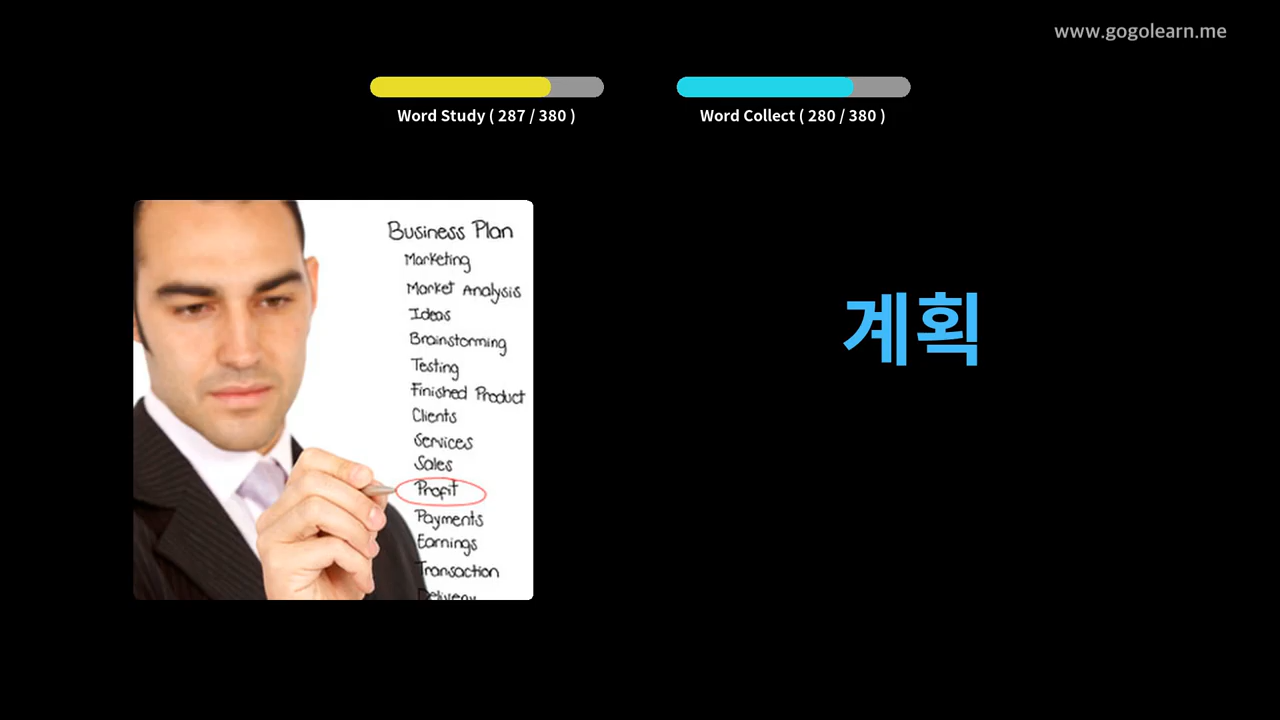 www.gogolearn.me
Word Study ( 287 / 380 )
Word Collect ( 280 / 380 )
Business Plan
Marketing
Market Analysis
Ideas
Brainstorming
Testing
Finished Product
Clients
Services
Sales
Profit
Payments
Earnings
Transaction
Delivery
계획